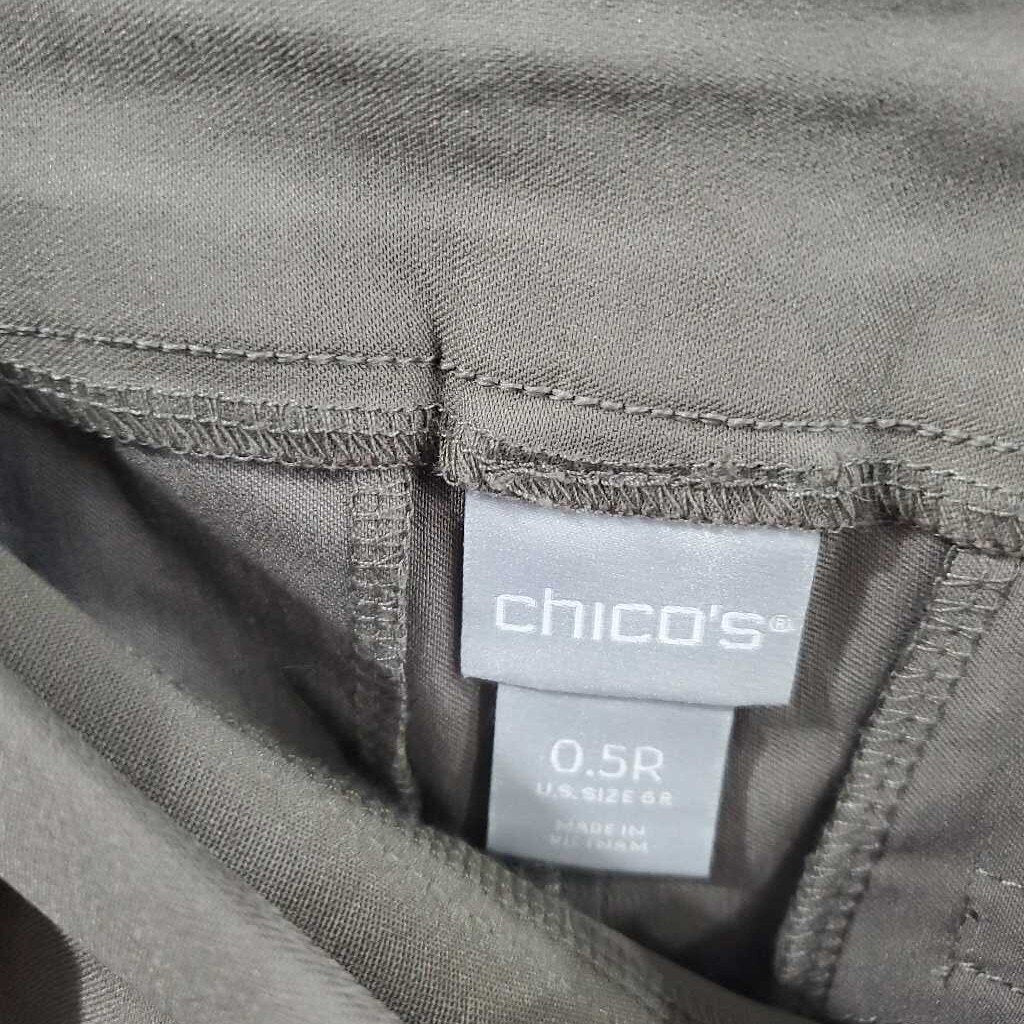 chico's®
0.5R
U.S. SIZE 6R
MADE IN
VIETNAM